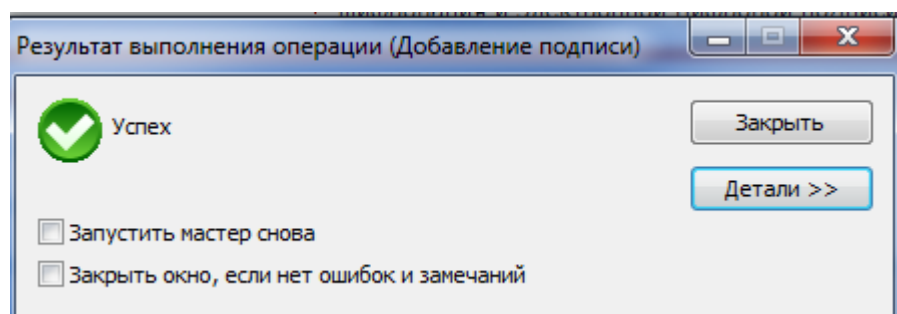 Результат выполнения операции (Добавление подписи)
Успех
Закрыть
Детали >>
Запустить мастер снова
Закрыть окно, если нет ошибок и замечаний